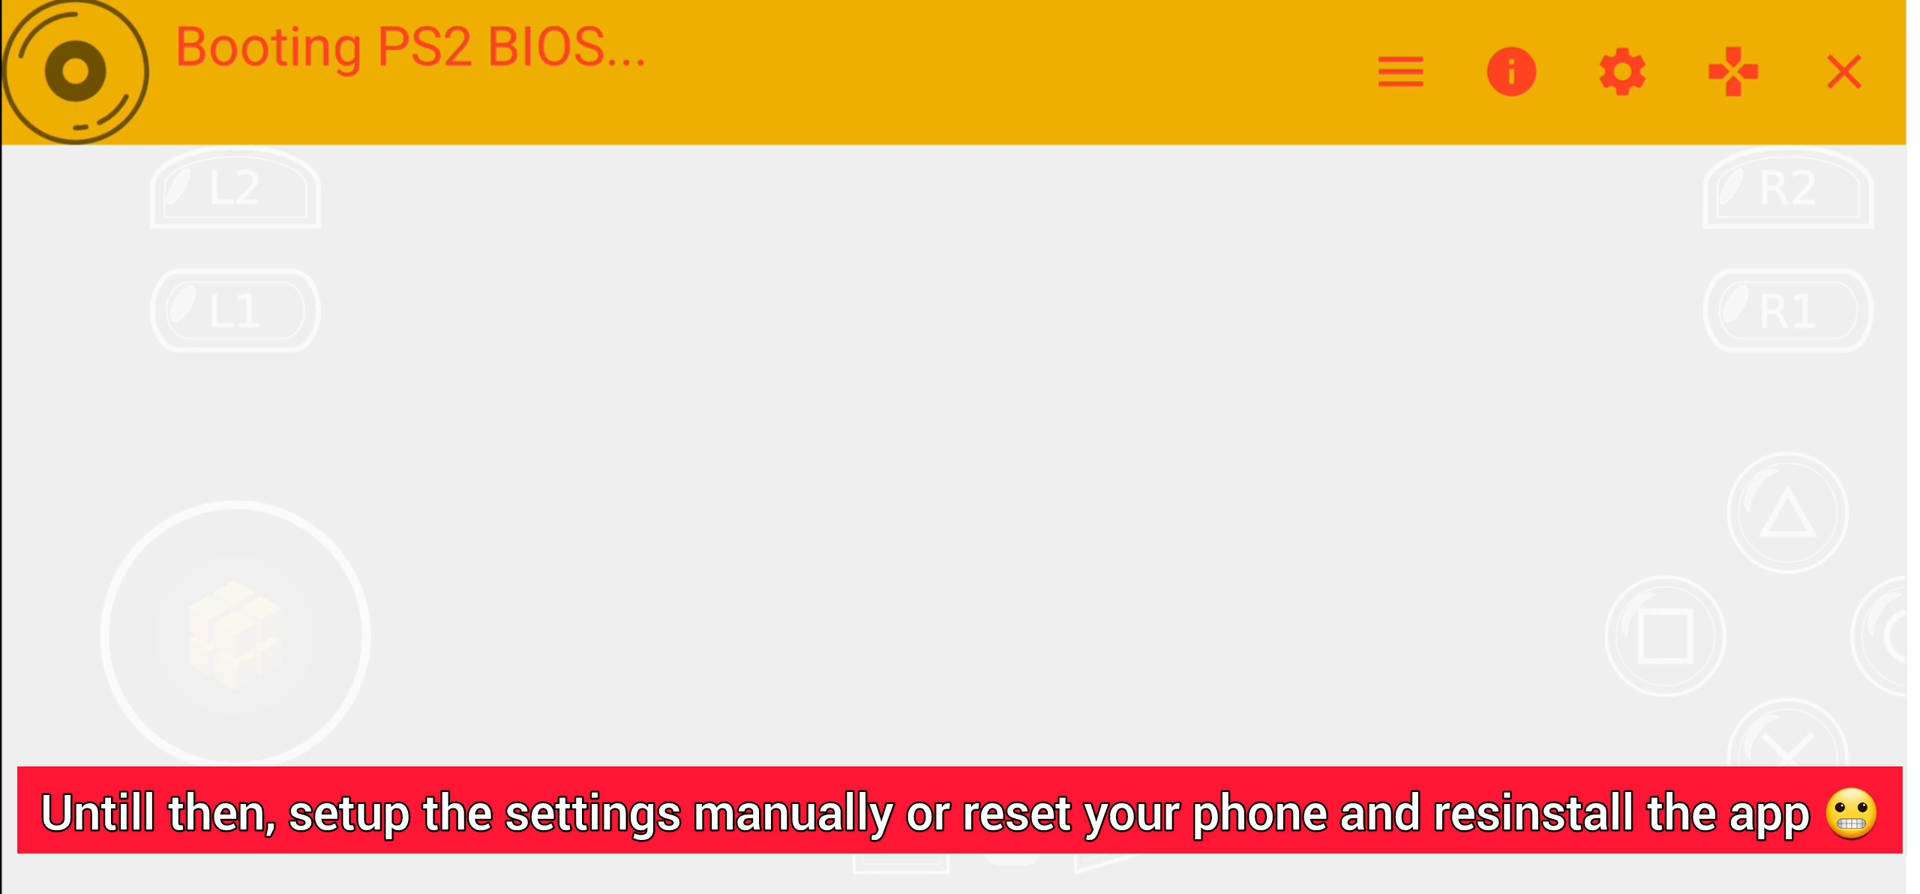 Booting PS2 BIOS...
L2
R2
L1
R1
Untill then, setup the settings manually or reset your phone and resinstall the app 😬